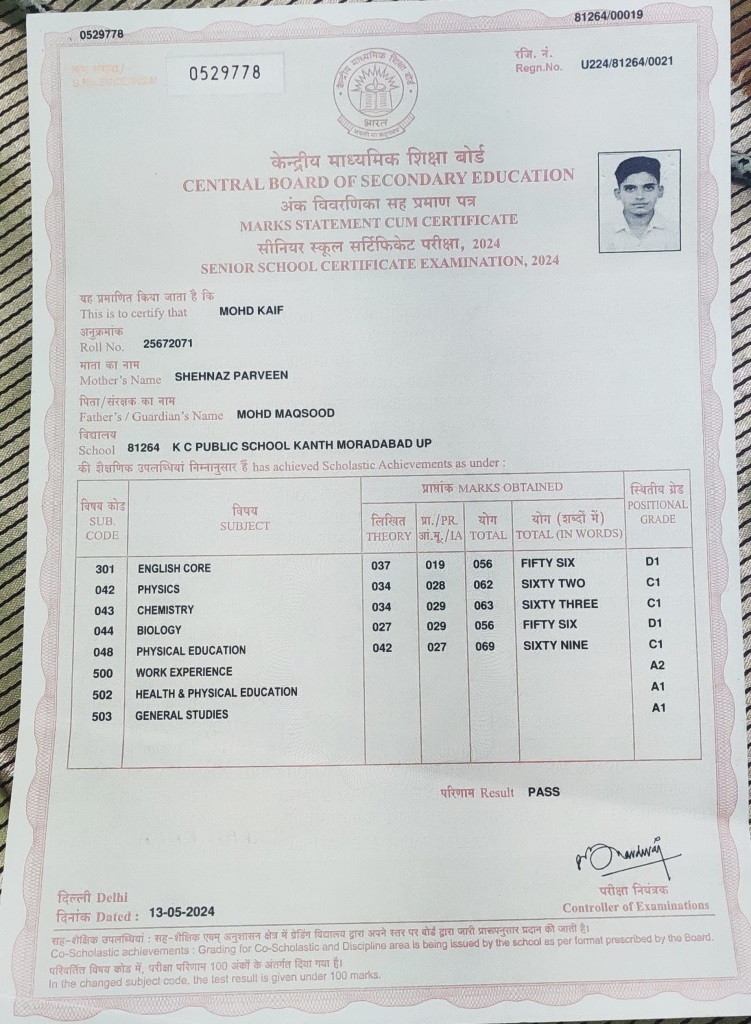 0529778
81264/00019
0529778
रजि. नं.
Regn.No. U224/81264/0021
भारत
केन्द्रीय माध्यमिक शिक्षा बोर्ड
CENTRAL BOARD OF SECONDARY EDUCATION
अंक विवरणिका सह प्रमाण पत्र
MARKS STATEMENT CUM CERTIFICATE
सीनियर स्कूल सर्टिफिकेट परीक्षा, 2024
SENIOR SCHOOL CERTIFICATE EXAMINATION, 2024
यह प्रमाणित किया जाता है कि
This is to certify that MOHD KAIF
अनुक्रमांक
Roll No. 25672071
माता का नाम
Mother's Name SHEHNAZ PARVEEN
पिता/संरक्षक का नाम
Father's / Guardian's Name MOHD MAQSOOD
विद्यालय
School 81264 K C PUBLIC SCHOOL KANTH MORADABAD UP
की शैक्षणिक उपलब्धियां निम्नानुसार हैं has achieved Scholastic Achievements as under :
विषय कोड SUB. CODE
विषय SUBJECT
प्राप्तांक MARKS OBTAINED
लिखित THEORY
प्रा./PR. आं.मू./IA
योग TOTAL
योग (शब्दों में) TOTAL (IN WORDS)
स्थितीय ग्रेड POSITIONAL GRADE
301 ENGLISH CORE 037 019 056 FIFTY SIX D1
042 PHYSICS 034 028 062 SIXTY TWO C1
043 CHEMISTRY 034 029 063 SIXTY THREE C1
044 BIOLOGY 027 029 056 FIFTY SIX D1
048 PHYSICAL EDUCATION 042 027 069 SIXTY NINE C1
500 WORK EXPERIENCE A2
502 HEALTH & PHYSICAL EDUCATION A1
503 GENERAL STUDIES A1
परिणाम Result PASS
दिल्ली Delhi
दिनांक Dated : 13-05-2024
परीक्षा नियंत्रक
Controller of Examinations
सह-शैक्षिक उपलब्धियां : सह-शैक्षिक एवम् अनुशासन क्षेत्र में ग्रेडिंग विद्यालय द्वारा अपने स्तर पर बोर्ड द्वारा जारी प्रारूपनुसार प्रदान की जाती है।
Co-Scholastic achievements : Grading for Co-Scholastic and Discipline area is being issued by the school as per format prescribed by the Board.
परिवर्तित विषय कोड में, परीक्षा परिणाम 100 अंकों के अंतर्गत दिया गया है।
In the changed subject code, the test result is given under 100 marks.